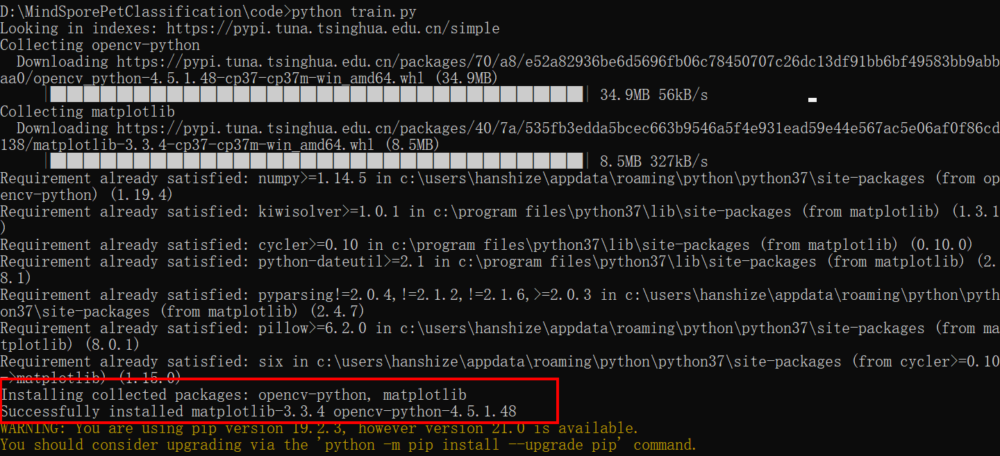 D:\MindSporePetClassification\code>python train.py
Looking in indexes: https://pypi.tuna.tsinghua.edu.cn/simple
Collecting opencv-python
  Downloading https://pypi.tuna.tsinghua.edu.cn/packages/70/a8/e52a82936be6d5696fb06c78450707c26dc13df91bb6bf49583bb9abb
aa0/opencv_python-4.5.1.48-cp37-cp37m-win_amd64.whl (34.9MB)
34.9MB 56kB/s
Collecting matplotlib
  Downloading https://pypi.tuna.tsinghua.edu.cn/packages/40/7a/535fb3edda5bcec663b9546a5f4e931ead59e44e567ac5e06af0f86cd
138/matplotlib-3.3.4-cp37-cp37m-win_amd64.whl (8.5MB)
8.5MB 327kB/s
Requirement already satisfied: numpy>=1.14.5 in c:\users\hanshize\appdata\roaming\python\python37\site-packages (from op
encv-python) (1.19.4)
Requirement already satisfied: kiwisolver>=1.0.1 in c:\program files\python37\lib\site-packages (from matplotlib) (1.3.1
)
Requirement already satisfied: cycler>=0.10 in c:\program files\python37\lib\site-packages (from matplotlib) (0.10.0)
Requirement already satisfied: python-dateutil>=2.1 in c:\program files\python37\lib\site-packages (from matplotlib) (2.
8.1)
Requirement already satisfied: pyparsing!=2.0.4,!=2.1.2,!=2.1.6,>=2.0.3 in c:\users\hanshize\appdata\roaming\python\pyth
on37\site-packages (from matplotlib) (2.4.7)
Requirement already satisfied: pillow>=6.2.0 in c:\users\hanshize\appdata\roaming\python\python37\site-packages (from ma
tplotlib) (8.0.1)
Requirement already satisfied: six in c:\users\hanshize\appdata\roaming\python\python37\site-packages (from cycler>=0.10
->matplotlib) (1.15.0)
Installing collected packages: opencv-python, matplotlib
Successfully installed matplotlib-3.3.4 opencv-python-4.5.1.48
WARNING: You are using pip version 19.2.3, however version 21.0 is available.
You should consider upgrading via the 'python -m pip install --upgrade pip' command.